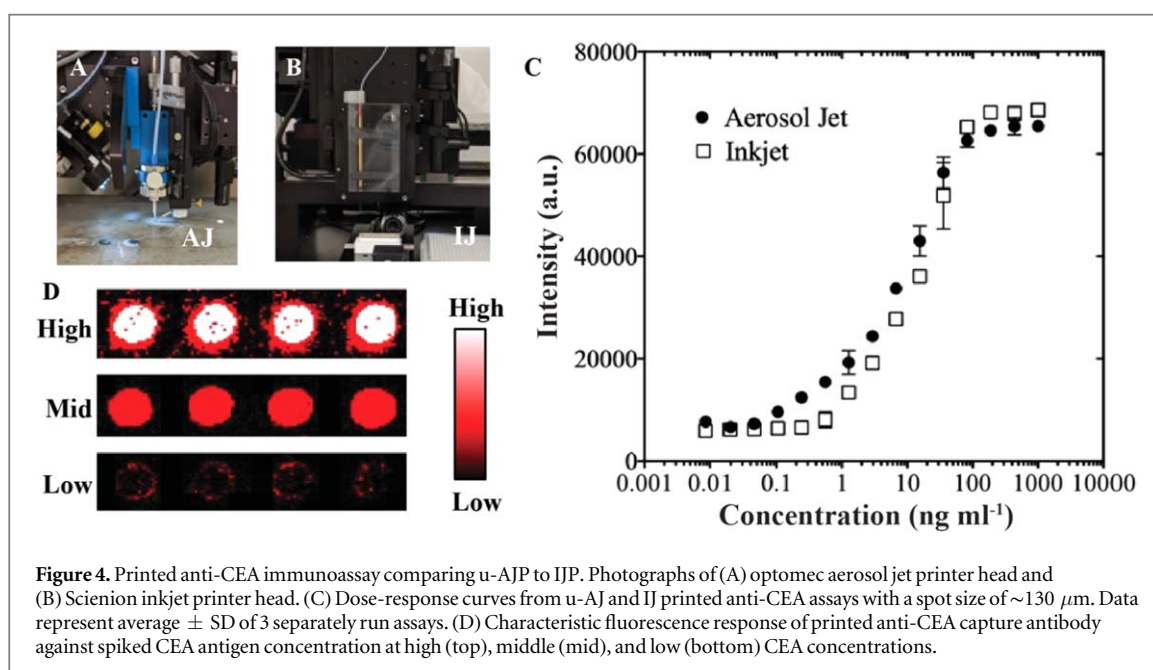 A
AJ
B
IJ
C
80000
60000
40000
20000
0
Intensity (a.u.)
● Aerosol Jet
□ Inkjet
0.001 0.01 0.1 1 10 100 1000 10000
Concentration (ng ml⁻¹)
D
High
Mid
Low
High
Low
Figure 4. Printed anti-CEA immunoassay comparing u-AJP to IJP. Photographs of (A) optomec aerosol jet printer head and
(B) Scienion inkjet printer head. (C) Dose-response curves from u-AJ and IJ printed anti-CEA assays with a spot size of ~130 μm. Data
represent average ± SD of 3 separately run assays. (D) Characteristic fluorescence response of printed anti-CEA capture antibody
against spiked CEA antigen concentration at high (top), middle (mid), and low (bottom) CEA concentrations.